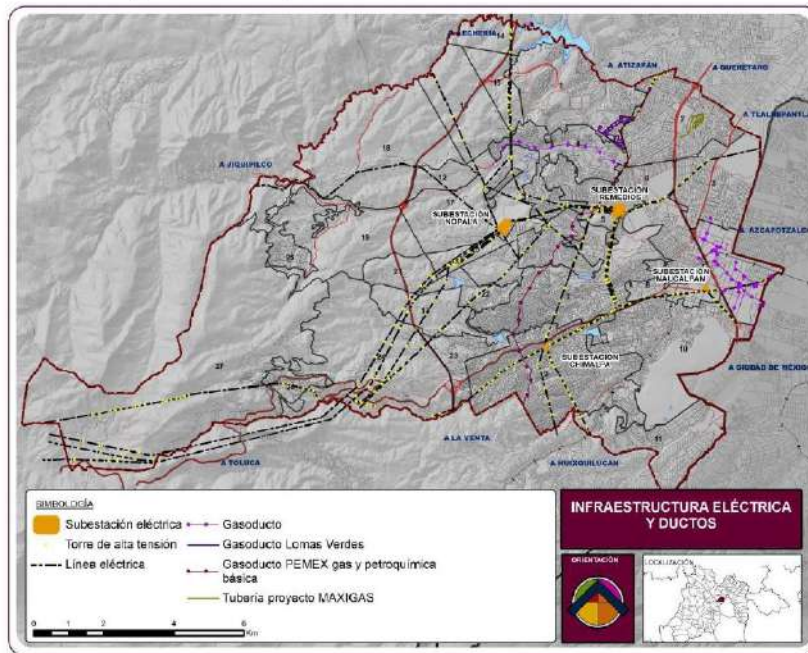 A LECHERIA
A ATIZAPÁN
A QUERÉTARO
A TLALNEPANTLA
A JIQUIPILCO
SUBESTACIÓN
REMEDIOS
SUBESTACIÓN
NOPALA
A AZCAPOTZALCO
SUBESTACIÓN
NAUCALPAN
SUBESTACIÓN
CHIMALPA
A CIUDAD DE MÉXICO
A LA VENTA
A HUIXQUILUCAN
A TOLUCA
SIMBOLOGÍA
Subestación eléctrica
Torre de alta tensión
Línea eléctrica
Gasoducto
Gasoducto Lomas Verdes
Gasoducto PEMEX gas y petroquímica
básica
Tubería proyecto MAXIGAS
0 1 2 4 6
Km
INFRAESTRUCTURA ELÉCTRICA
Y DUCTOS
ORIENTACIÓN
LOCALIZACIÓN